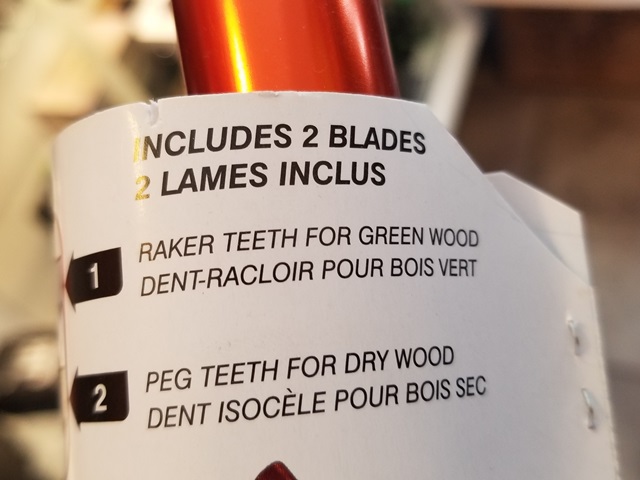 INCLUDES 2 BLADES
2 LAMES INCLUS
1
RAKER TEETH FOR GREEN WOOD
DENT-RACLOIR POUR BOIS VERT
2
PEG TEETH FOR DRY WOOD
DENT ISOCÈLE POUR BOIS SEC